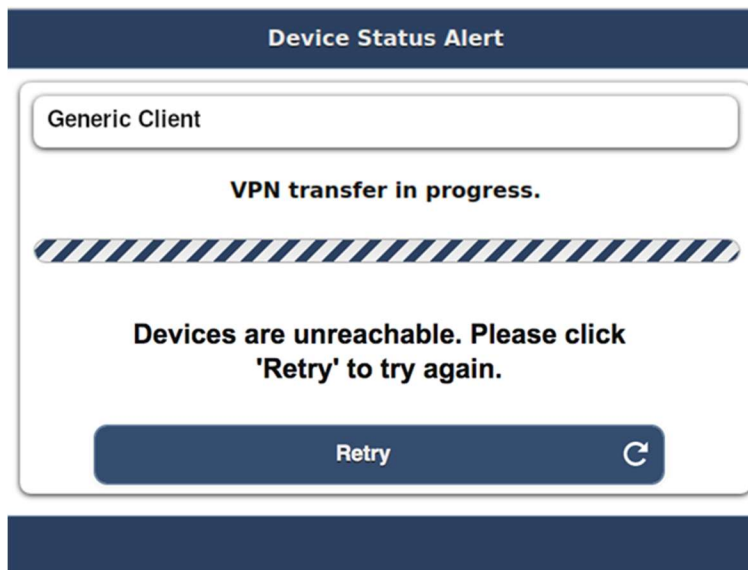 Device Status Alert
Generic Client
VPN transfer in progress.
Devices are unreachable. Please click
'Retry' to try again.
Retry